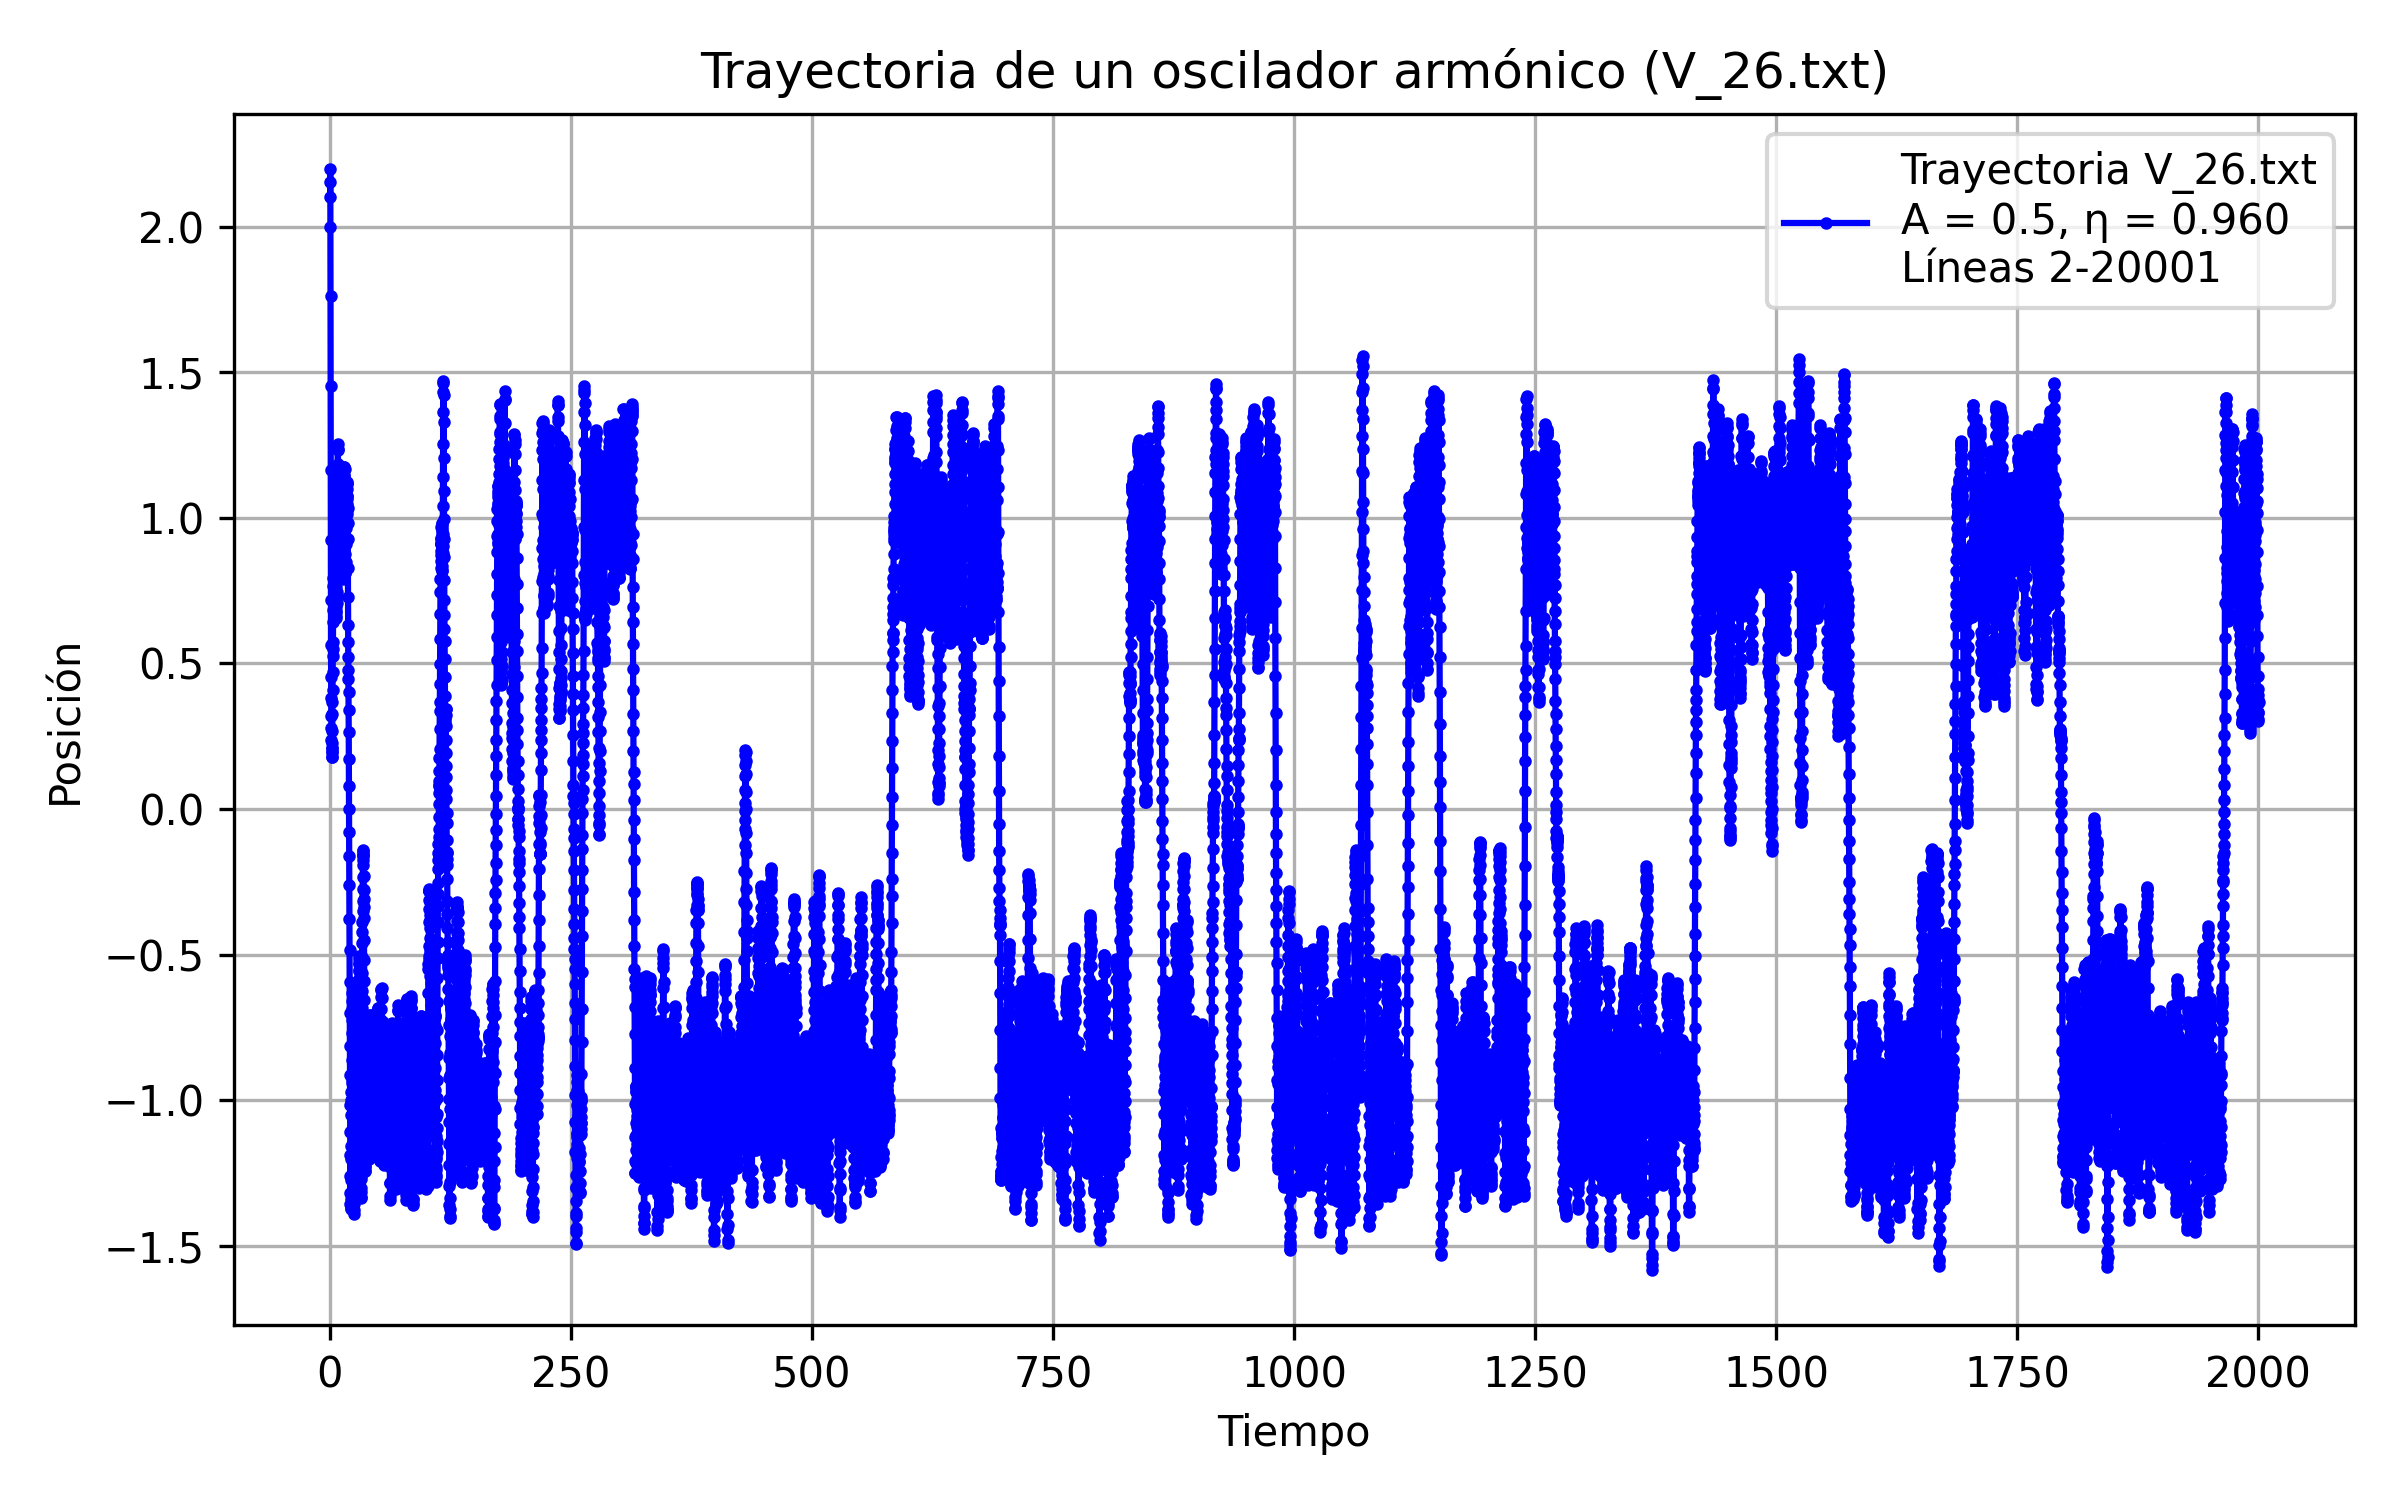 Trayectoria de un oscilador armónico (V_26.txt)
Trayectoria V_26.txt
A = 0.5, η = 0.960
Líneas 2-20001
Posición
2.0
1.5
1.0
0.5
0.0
−0.5
−1.0
−1.5
0 250 500 750 1000 1250 1500 1750 2000
Tiempo